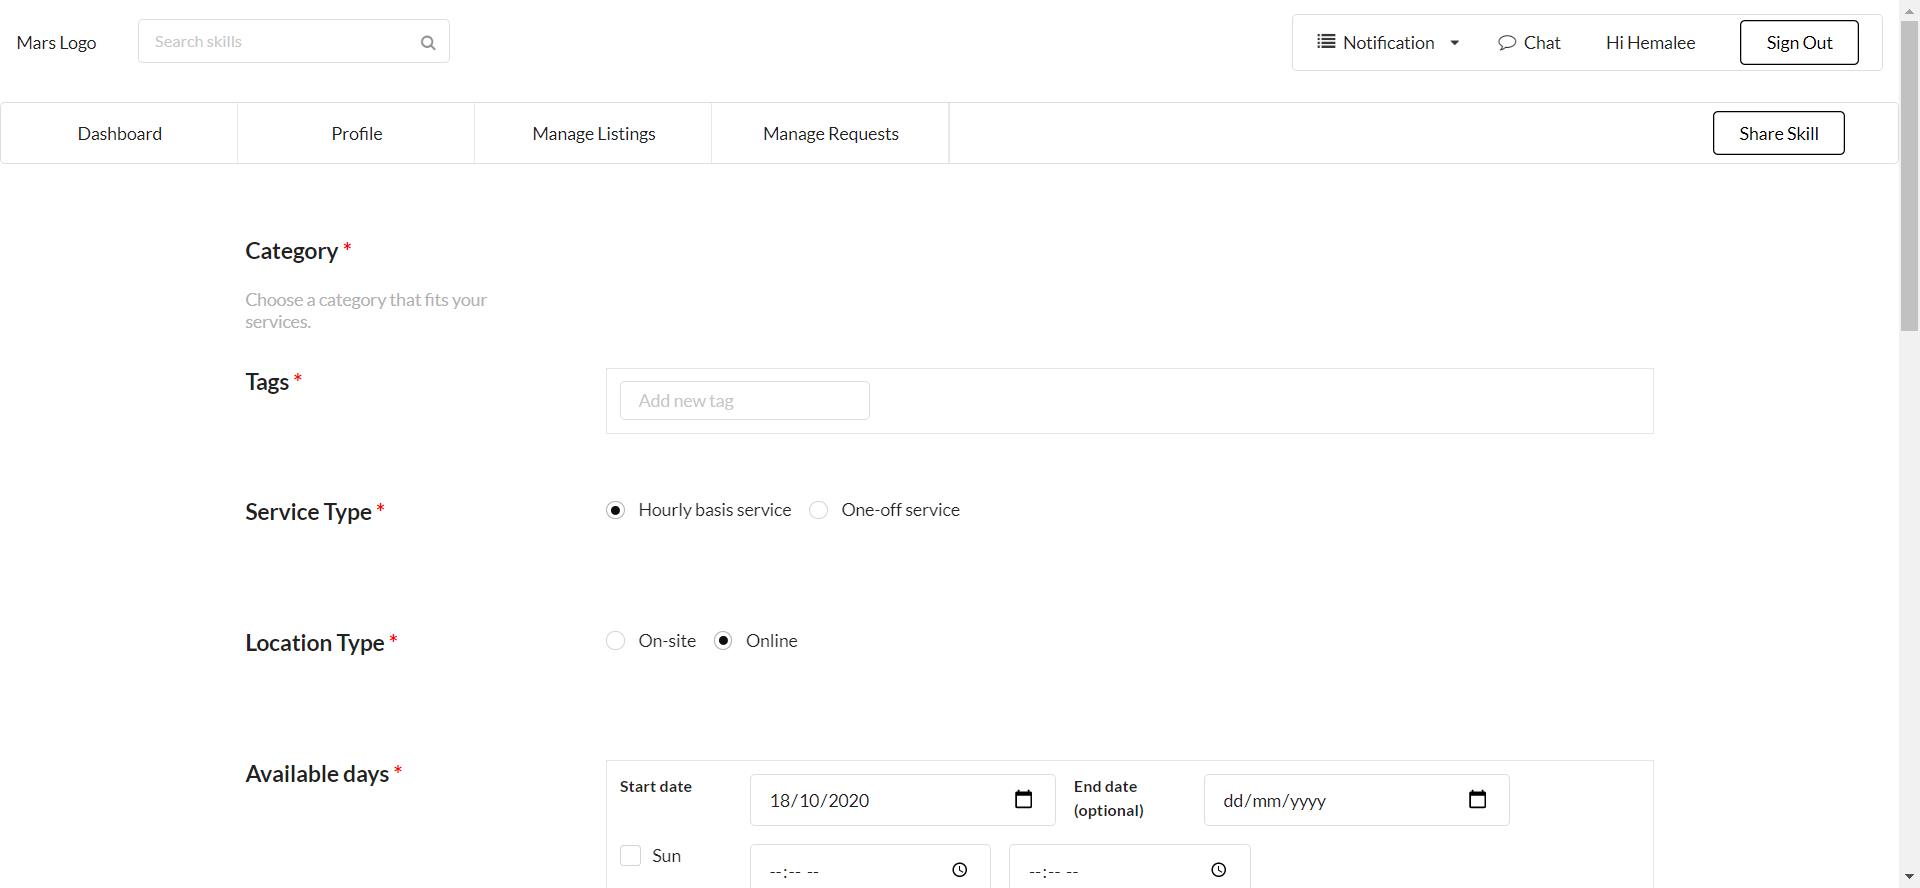 Mars Logo
Search skills
Notification
Chat
Hi Hemalee
Sign Out
Dashboard
Profile
Manage Listings
Manage Requests
Share Skill
Category *
Choose a category that fits your
services.
Tags *
Add new tag
Service Type *
Hourly basis service
One-off service
Location Type *
On-site
Online
Available days *
Start date
18/10/2020
End date
(optional)
dd/mm/yyyy
Sun
--:-- --
--:-- --